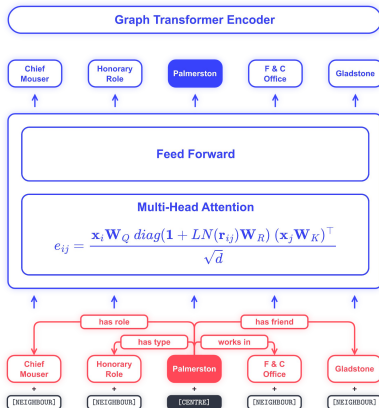 Graph Transformer Encoder
Chief Mouser
Honorary Role
Palmerston
F & C Office
Gladstone
Feed Forward
Multi-Head Attention
e_{ij} = \frac{\mathbf{x}_i \mathbf{W}_Q \, diag(\mathbf{1} + LN(\mathbf{r}_{ij}) \mathbf{W}_R) \, (\mathbf{x}_j \mathbf{W}_K)^\top}{\sqrt{d}}
has role
has friend
has type
works in
Chief Mouser
Honorary Role
Palmerston
F & C Office
Gladstone
+ + + + +
[NEIGHBOUR] [NEIGHBOUR] [CENTRE] [NEIGHBOUR] [NEIGHBOUR]